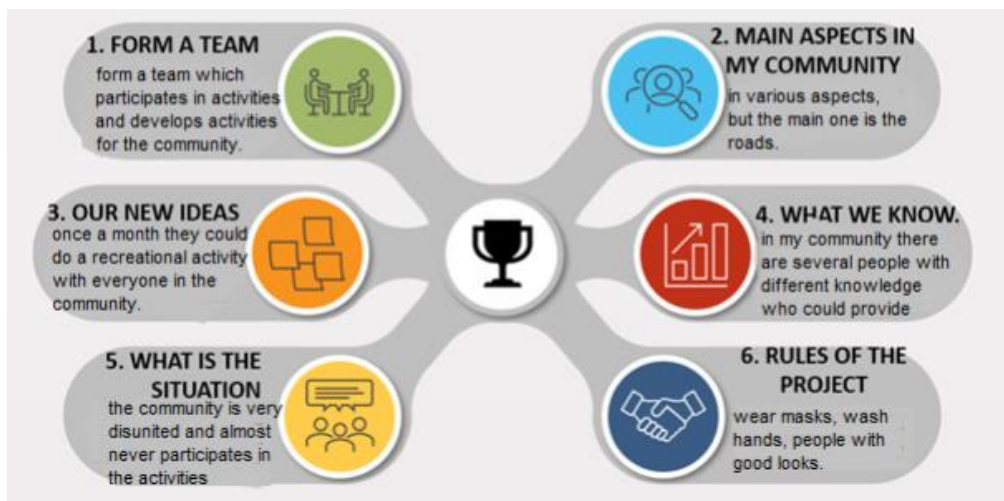 1. FORM A TEAM
form a team which
participates in activities
and develops activities
for the community.
2. MAIN ASPECTS IN
MY COMMUNITY
in various aspects,
but the main one is the
roads.
3. OUR NEW IDEAS
once a month they could
do a recreational activity
with everyone in the
community.
4. WHAT WE KNOW.
in my community there
are several people with
different knowledge
who could provide
5. WHAT IS THE
SITUATION
the community is very
disunited and almost
never participates in
the activities
6. RULES OF THE
PROJECT
wear masks, wash
hands, people with
good looks.